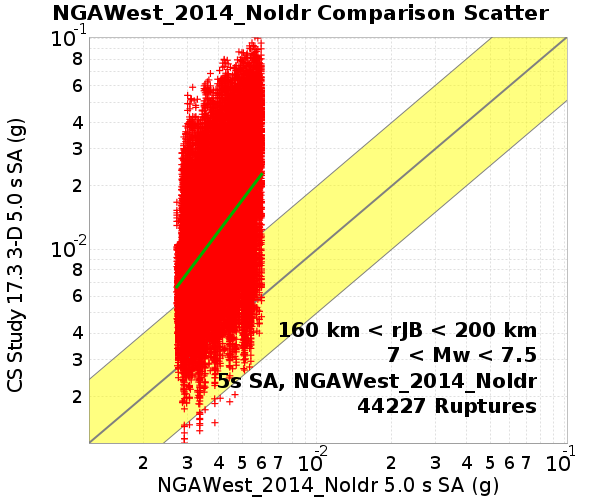 NGAWest_2014_NoIdr Comparison Scatter
CS Study 17.3 3-D 5.0 s SA (g)
10-1
8
6
4
3
2
10-2
8
6
4
3
2
160 km < rJB < 200 km
7 < Mw < 7.5
5s SA, NGAWest_2014_NoIdr
44227 Ruptures
2 3 4 5 6 7 10-2 2 3 4 5 6 7 10-1
NGAWest_2014_NoIdr 5.0 s SA (g)